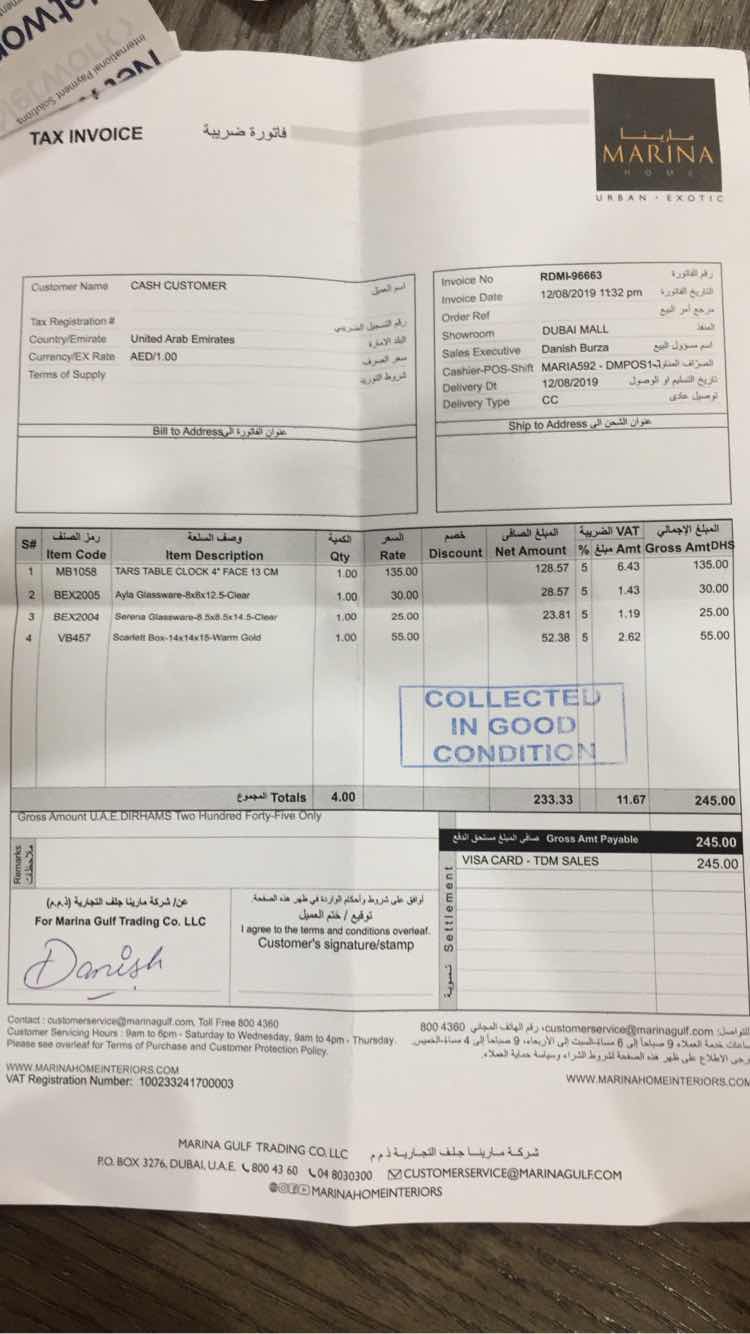 International Payment Solutions
TAX INVOICE فاتورة ضريبة
مارينا
MARINA
HOME
URBAN · EXOTIC
Customer Name CASH CUSTOMER اسم العميل
Tax Registration # رقم التسجيل الضريبي
Country/Emirate United Arab Emirates البلد الامارة
Currency/EX Rate AED/1.00 سعر الصرف
Terms of Supply شروط التوريد
Bill to Address عنوان الفاتورة الى
Invoice No RDMI-96663 رقم الفاتورة
Invoice Date 12/08/2019 11:32 pm التاريخ الفاتورة
Order Ref مرجع أمر البيع
Showroom DUBAI MALL المنفذ
Sales Executive Danish Burza اسم مسؤول البيع
Cashier-POS-Shift MARIA592 - DMPOS1-1 الصرّاف المناوب
Delivery Dt 12/08/2019 تاريخ التسليم او الوصول
Delivery Type CC توصيل عادى
Ship to Address عنوان الشحن الى
S# رمز الصنف وصف السلعة الكمية السعر خصم المبلغ الصافى الضريبة VAT المبلغ الإجمالي
Item Code Item Description Qty Rate Discount Net Amount % مبلغ Amt Gross AmtDHS
1 MB1058 TARS TABLE CLOCK 4" FACE 13 CM 1.00 135.00 128.57 5 6.43 135.00
2 BEX2005 Ayla Glassware-8x8x12.5-Clear 1.00 30.00 28.57 5 1.43 30.00
3 BEX2004 Serena Glassware-8.5x8.5x14.5-Clear 1.00 25.00 23.81 5 1.19 25.00
4 VB457 Scarlett Box-14x14x15-Warm Gold 1.00 55.00 52.38 5 2.62 55.00
COLLECTED
IN GOOD
CONDITION
المجموع Totals 4.00 233.33 11.67 245.00
Gross Amount U.A.E.DIRHAMS Two Hundred Forty-Five Only
Remarks ملاحظات
صافى المبلغ مستحق الدفع Gross Amt Payable 245.00
Settlement تسوية
VISA CARD - TDM SALES 245.00
عن/ شركة مارينا جلف التجارية (ذ.م.م)
For Marina Gulf Trading Co. LLC
Danish
أوافق على شروط وأحكام الواردة في ظهر هذه الصفحة
توقيع / ختم العميل
I agree to the terms and conditions overleaf.
Customer's signature/stamp
Contact : customerservice@marinagulf.com, Toll Free 800 4360
Customer Servicing Hours : 9am to 6pm - Saturday to Wednesday, 9am to 4pm - Thursday.
Please see overleaf for Terms of Purchase and Customer Protection Policy.
للتواصل: customerservice@marinagulf.com، رقم الهاتف المجاني 4360 800
ساعات خدمة العملاء 9 صباحاً إلى 6 مساءً-السبت إلى الأربعاء، 9 صباحاً إلى 4 مساءً-الخميس.
يرجى الاطلاع على ظهر هذه الصفحة لشروط الشراء وسياسة حماية العملاء.
WWW.MARINAHOMEINTERIORS.COM
VAT Registration Number: 100233241700003
WWW.MARINAHOMEINTERIORS.COM
MARINA GULF TRADING CO. LLC شركة مارينا جلف التجارية ذ م م
P.O. BOX 3276, DUBAI, U.A.E. 800 43 60 04 8030300 CUSTOMERSERVICE@MARINAGULF.COM
MARINAHOMEINTERIORS